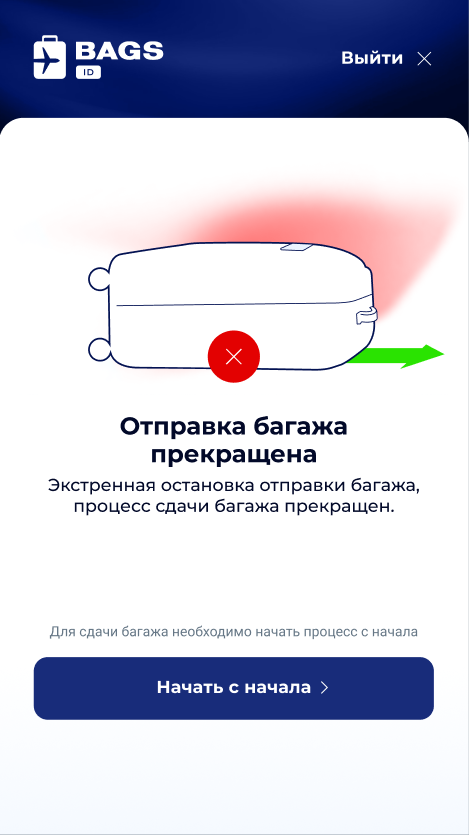 BAGS
ID
Выйти
Отправка багажа
прекращена
Экстренная остановка отправки багажа,
процесс сдачи багажа прекращен.
Для сдачи багажа необходимо начать процесс с начала
Начать с начала